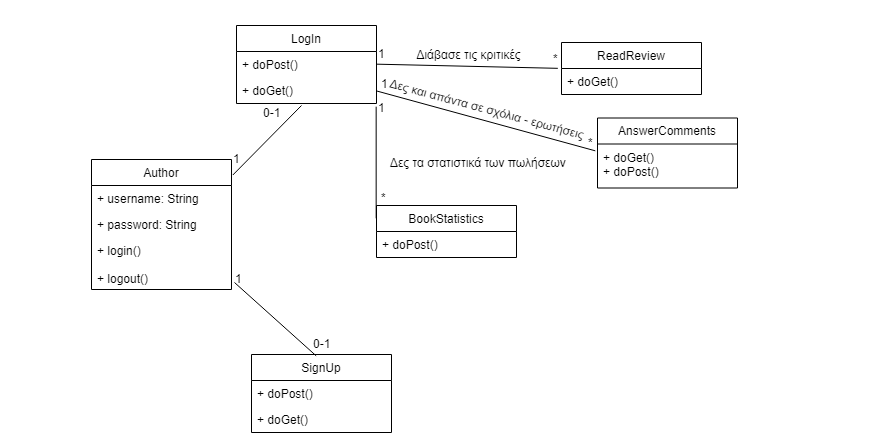 LogIn
+ doPost()
+ doGet()
1
Διάβασε τις κριτικές
*
ReadReview
+ doGet()
1
Δες και απάντα σε σχόλια - ερωτήσεις
*
AnswerComments
+ doGet()
+ doPost()
1
Δες τα στατιστικά των πωλήσεων
*
BookStatistics
+ doPost()
0-1
1
Author
+ username: String
+ password: String
+ login()
+ logout()
1
0-1
SignUp
+ doPost()
+ doGet()